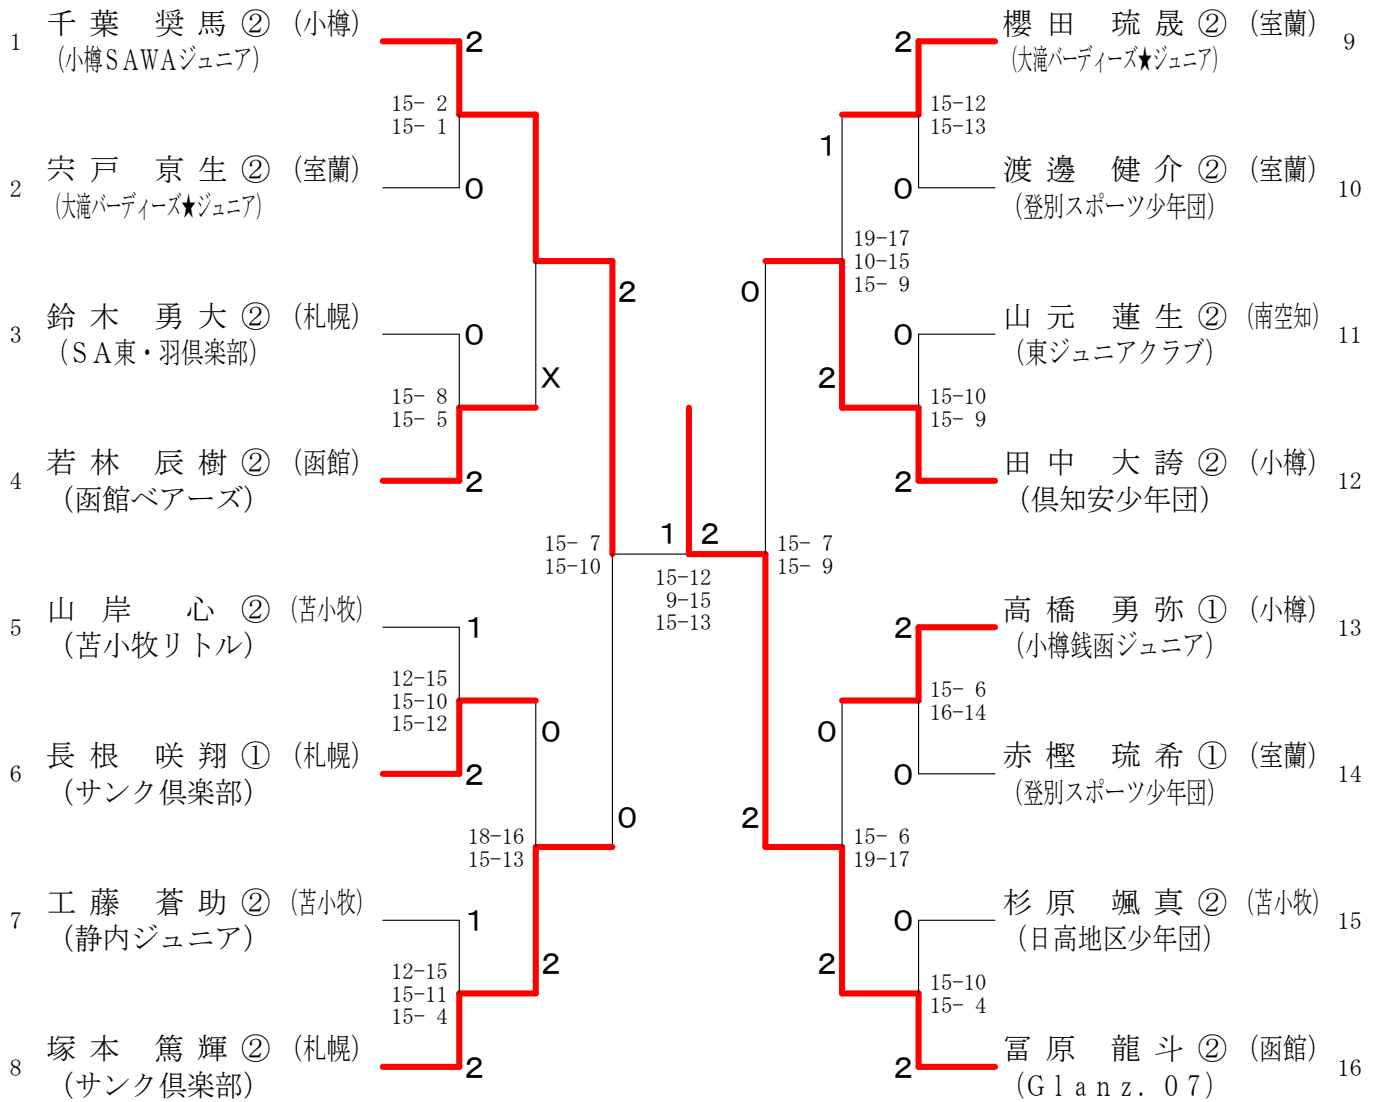 1 千葉 奨馬② (小樽)
(小樽SAWAジュニア)
2
15- 2
15- 1
2 宍戸 京生② (室蘭)
(大滝バーディーズ★ジュニア)
0
3 鈴木 勇大② (札幌)
(SA東・羽倶楽部)
0
2
X
15- 8
15- 5
4 若林 辰樹② (函館)
(函館ベアーズ)
2
15- 7
15-10
5 山岸 心② (苫小牧)
(苫小牧リトル)
1
12-15
15-10
15-12
6 長根 咲翔① (札幌)
(サンク倶楽部)
2
0
0
18-16
15-13
7 工藤 蒼助② (苫小牧)
(静内ジュニア)
1
2
12-15
15-11
15- 4
8 塚本 篤輝② (札幌)
(サンク倶楽部)
2
1 2
15-12
9-15
15-13
2 櫻田 琉晟② (室蘭) 9
(大滝バーディーズ★ジュニア)
15-12
15-13
1
0 渡邊 健介② (室蘭) 10
(登別スポーツ少年団)
19-17
10-15
15- 9
0
0 山元 蓮生② (南空知) 11
(東ジュニアクラブ)
2
15-10
15- 9
2 田中 大誇② (小樽) 12
(倶知安少年団)
15- 7
15- 9
2 高橋 勇弥① (小樽) 13
(小樽銭函ジュニア)
15- 6
16-14
0
0 赤樫 琉希① (室蘭) 14
(登別スポーツ少年団)
2
15- 6
19-17
0 杉原 颯真② (苫小牧) 15
(日高地区少年団)
2
15-10
15- 4
2 冨原 龍斗② (函館) 16
(Glanz.07)